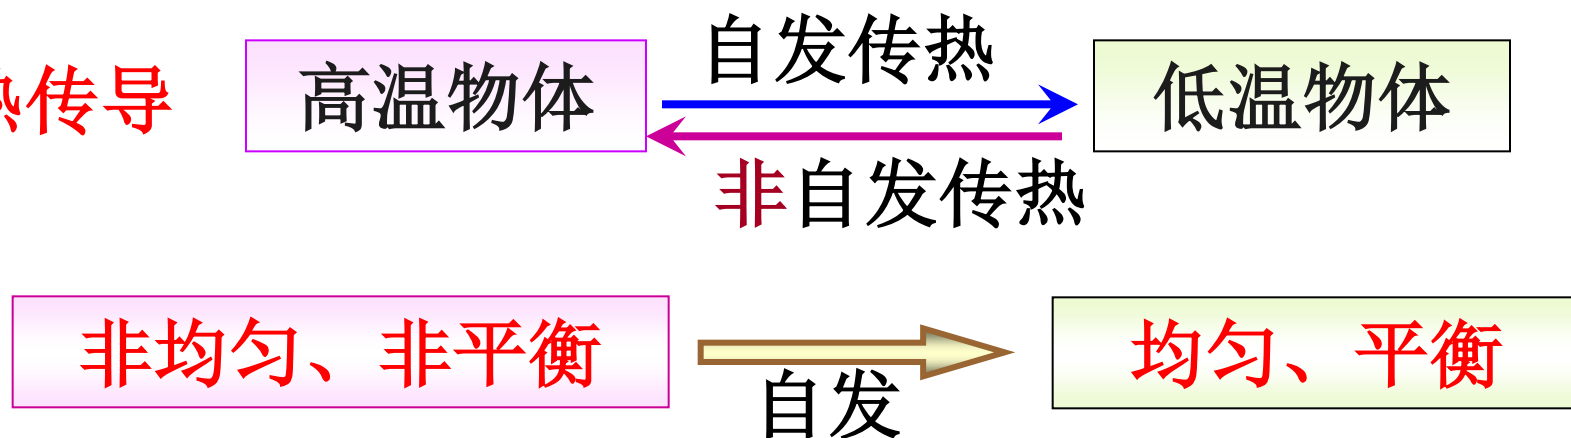 自发传热
热传导 高温物体 低温物体
非自发传热
非均匀、非平衡 均匀、平衡
自发